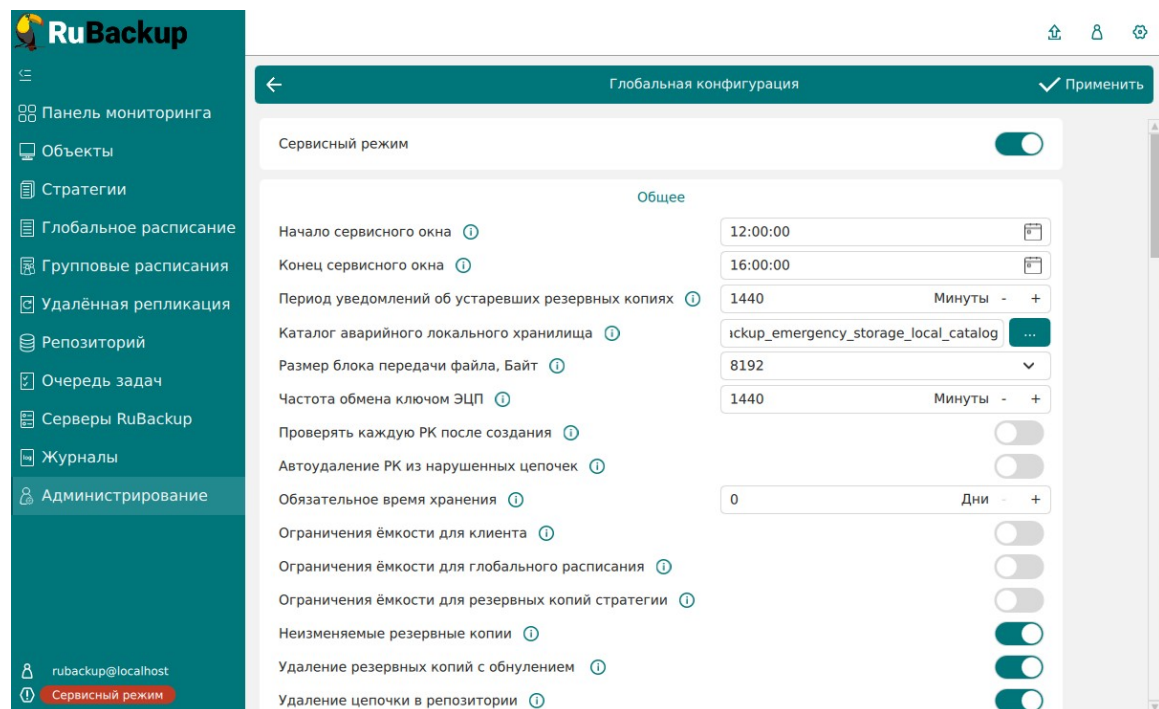 RuBackup
Глобальная конфигурация
Применить
Панель мониторинга
Объекты
Стратегии
Глобальное расписание
Групповые расписания
Удалённая репликация
Репозиторий
Очередь задач
Серверы RuBackup
Журналы
Администрирование
rubackup@localhost
Сервисный режим
Сервисный режим
Общее
Начало сервисного окна 12:00:00
Конец сервисного окна 16:00:00
Период уведомлений об устаревших резервных копиях 1440 Минуты - +
Каталог аварийного локального хранилища ackup_emergency_storage_local_catalog ...
Размер блока передачи файла, Байт 8192
Частота обмена ключом ЭЦП 1440 Минуты - +
Проверять каждую РК после создания
Автоудаление РК из нарушенных цепочек
Обязательное время хранения 0 Дни - +
Ограничения ёмкости для клиента
Ограничения ёмкости для глобального расписания
Ограничения ёмкости для резервных копий стратегии
Неизменяемые резервные копии
Удаление резервных копий с обнулением
Удаление цепочки в репозитории